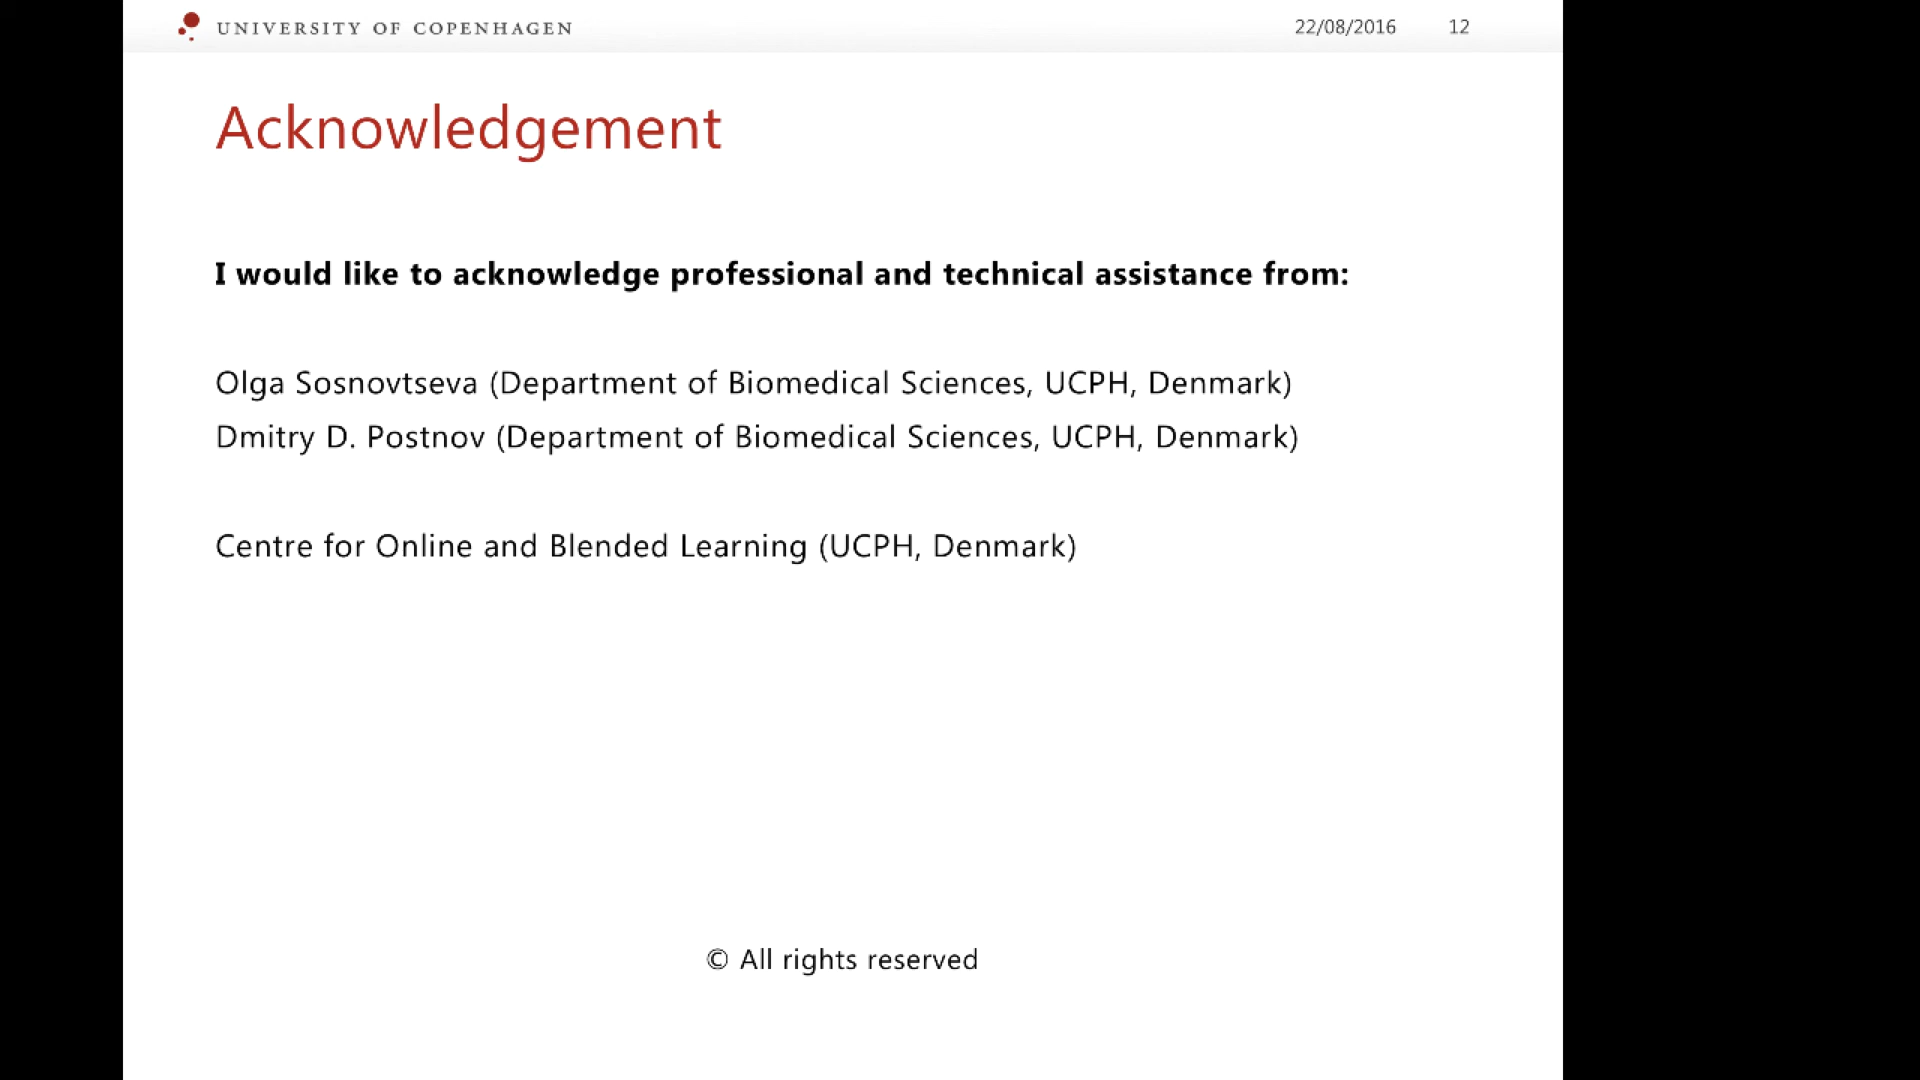 UNIVERSITY OF COPENHAGEN 22/08/2016 12
Acknowledgement
I would like to acknowledge professional and technical assistance from:
Olga Sosnovtseva (Department of Biomedical Sciences, UCPH, Denmark)
Dmitry D. Postnov (Department of Biomedical Sciences, UCPH, Denmark)
Centre for Online and Blended Learning (UCPH, Denmark)
© All rights reserved